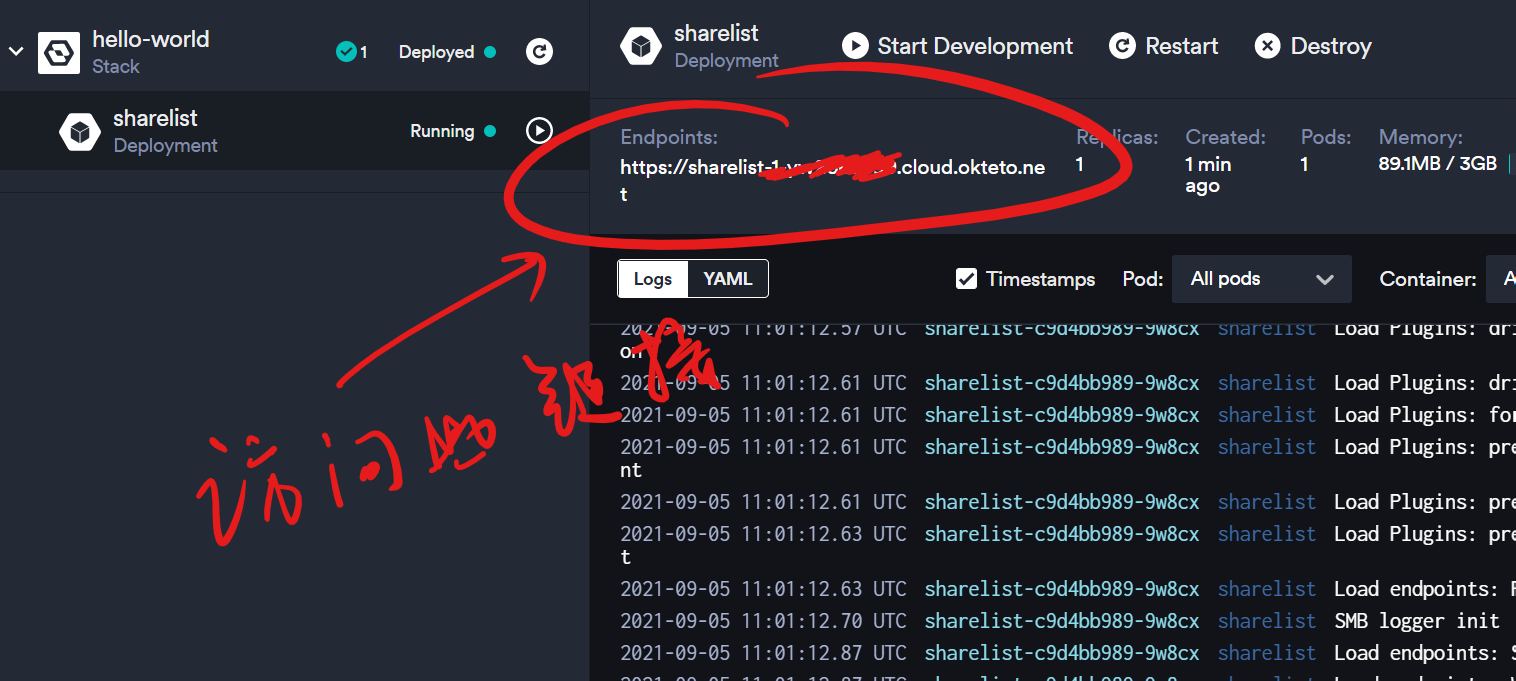 hello-world
Stack
1
Deployed
sharelist
Deployment
Running
sharelist
Deployment
Start Development
Restart
Destroy
Endpoints:
https://sharelist-1- .cloud.okteto.ne
t
Replicas:
1
Created:
1 min
ago
Pods:
1
Memory:
89.1MB / 3GB
访问的链接
Logs YAML
Timestamps Pod: All pods Container:
2021-09-05 11:01:12.57 UTC sharelist-c9d4bb989-9w8cx sharelist Load Plugins: dri
on
2021-09-05 11:01:12.61 UTC sharelist-c9d4bb989-9w8cx sharelist Load Plugins: dri
2021-09-05 11:01:12.61 UTC sharelist-c9d4bb989-9w8cx sharelist Load Plugins: for
2021-09-05 11:01:12.61 UTC sharelist-c9d4bb989-9w8cx sharelist Load Plugins: pre
nt
2021-09-05 11:01:12.61 UTC sharelist-c9d4bb989-9w8cx sharelist Load Plugins: pre
2021-09-05 11:01:12.63 UTC sharelist-c9d4bb989-9w8cx sharelist Load Plugins: pre
t
2021-09-05 11:01:12.63 UTC sharelist-c9d4bb989-9w8cx sharelist Load endpoints:
2021-09-05 11:01:12.70 UTC sharelist-c9d4bb989-9w8cx sharelist SMB logger init
2021-09-05 11:01:12.87 UTC sharelist-c9d4bb989-9w8cx sharelist Load endpoints: S